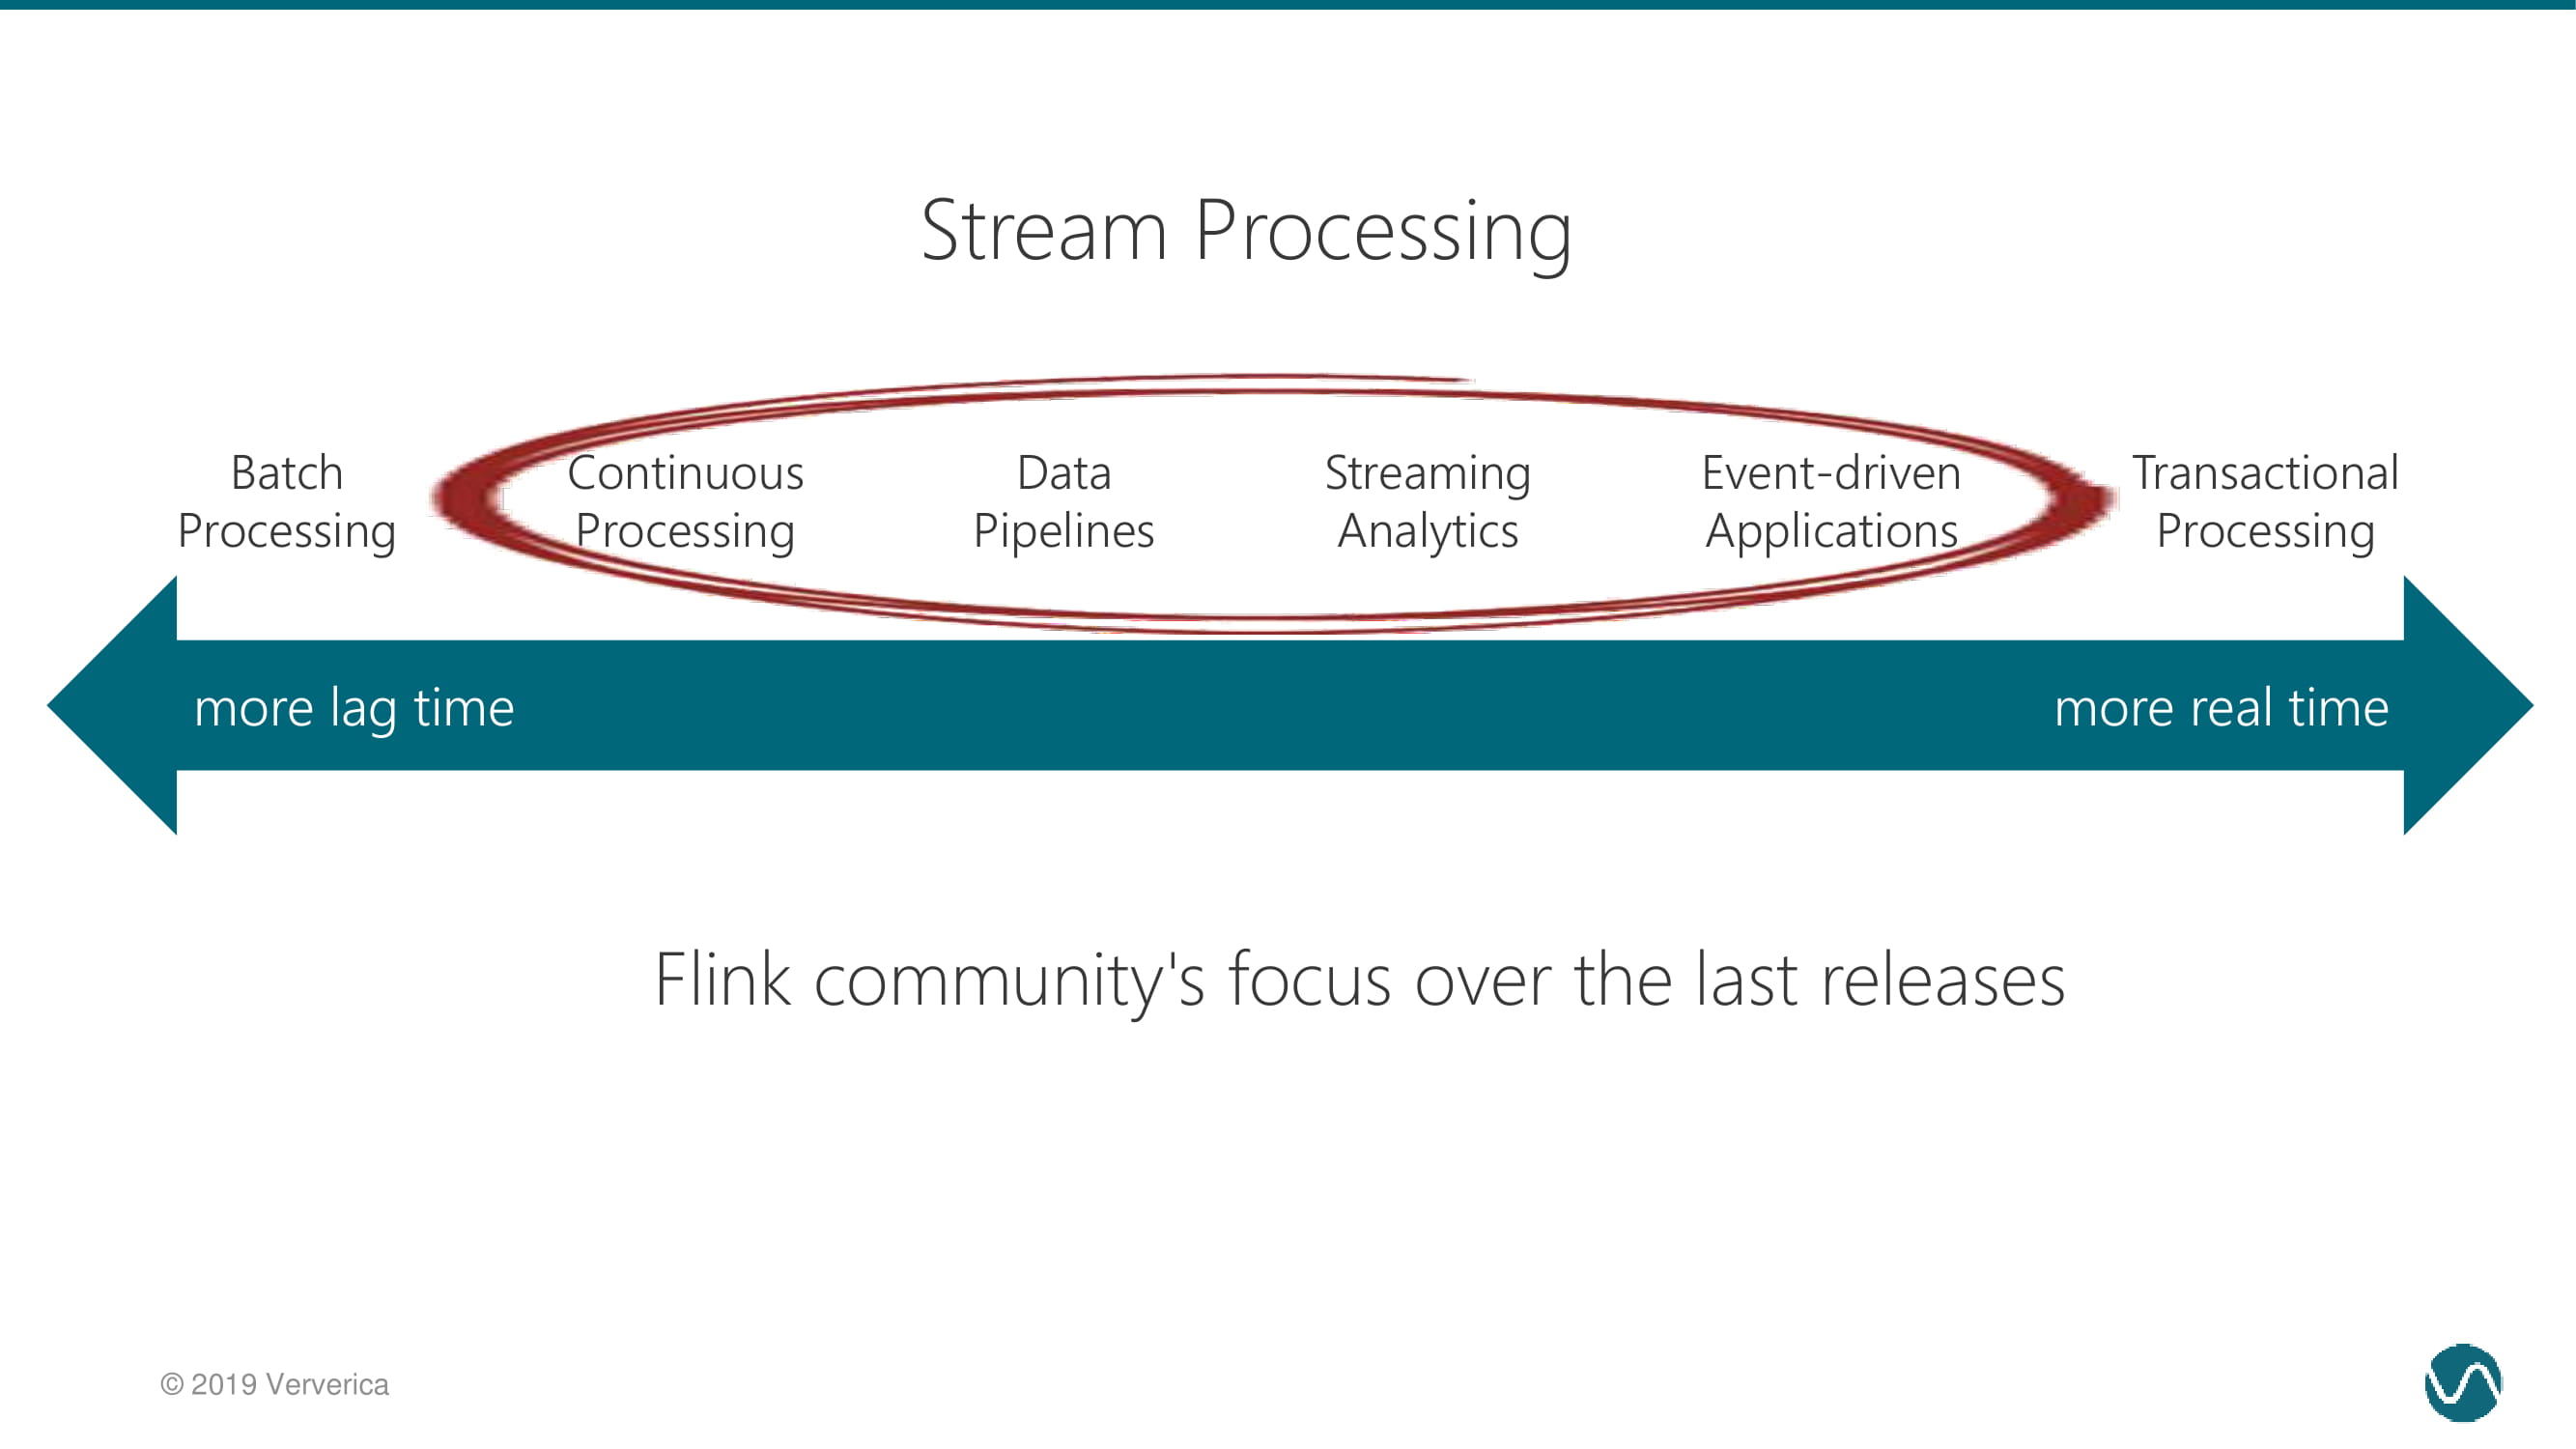 Stream Processing
Batch
Processing
Continuous
Processing
Data
Pipelines
Streaming
Analytics
Event-driven
Applications
Transactional
Processing
more lag time
more real time
Flink community's focus over the last releases
© 2019 Ververica